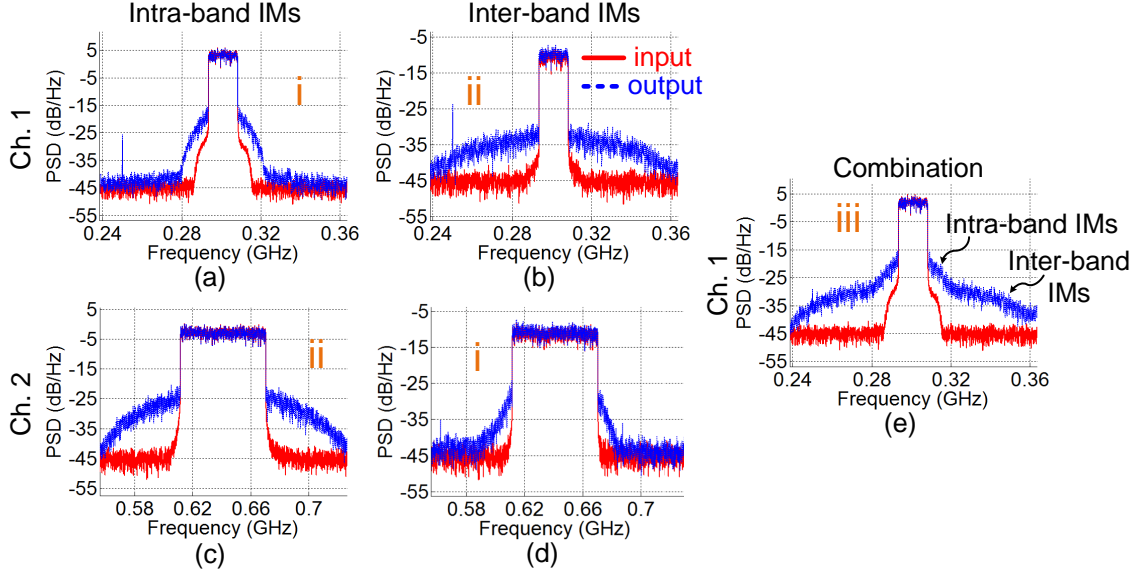 Intra-band IMs
Inter-band IMs
Ch. 1
PSD (dB/Hz)
5
-5
-15
-25
-35
-45
-55
i
0.24
0.28
0.32
0.36
Frequency (GHz)
(a)
PSD (dB/Hz)
5
-5
-15
-25
-35
-45
-55
ii
input
output
0.24
0.28
0.32
0.36
Frequency (GHz)
(b)
Combination
Ch. 1
PSD (dB/Hz)
5
-5
-15
-25
-35
-45
-55
iii
Intra-band IMs
Inter-band
IMs
0.24
0.28
0.32
0.36
Frequency (GHz)
(e)
Ch. 2
PSD (dB/Hz)
5
-5
-15
-25
-35
-45
-55
ii
0.58
0.62
0.66
0.7
Frequency (GHz)
(c)
PSD (dB/Hz)
5
-5
-15
-25
-35
-45
-55
i
0.58
0.62
0.66
0.7
Frequency (GHz)
(d)